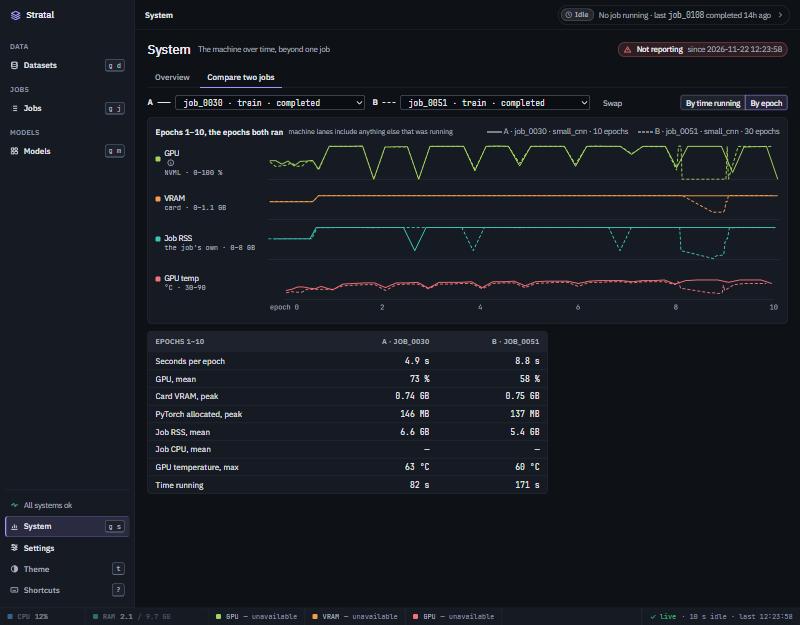 Stratal
System
Idle No job running · last job_0108 completed 14h ago
DATA
Datasets g d
JOBS
Jobs g j
MODELS
Models g m
System The machine over time, beyond one job
Not reporting since 2026-11-22 12:23:58
Overview Compare two jobs
A job_0030 · train · completed B job_0051 · train · completed Swap By time running By epoch
Epochs 1–10, the epochs both ran machine lanes include anything else that was running A · job_0030 · small_cnn · 10 epochs B · job_0051 · small_cnn · 30 epochs
GPU
NVML · 0–100 %
VRAM
card · 0–1.1 GB
Job RSS
the job's own · 0–8 GB
GPU temp
°C · 30–90
epoch 0 2 4 6 8 10
EPOCHS 1–10 A · JOB_0030 B · JOB_0051
Seconds per epoch 4.9 s 8.8 s
GPU, mean 73 % 58 %
Card VRAM, peak 0.74 GB 0.75 GB
PyTorch allocated, peak 146 MB 137 MB
Job RSS, mean 6.6 GB 5.4 GB
Job CPU, mean — —
GPU temperature, max 63 °C 60 °C
Time running 82 s 171 s
All systems ok
System g s
Settings
Theme t
Shortcuts ?
CPU 12% RAM 2.1 / 9.7 GB GPU — unavailable VRAM — unavailable GPU — unavailable live · 10 s idle · last 12:23:58